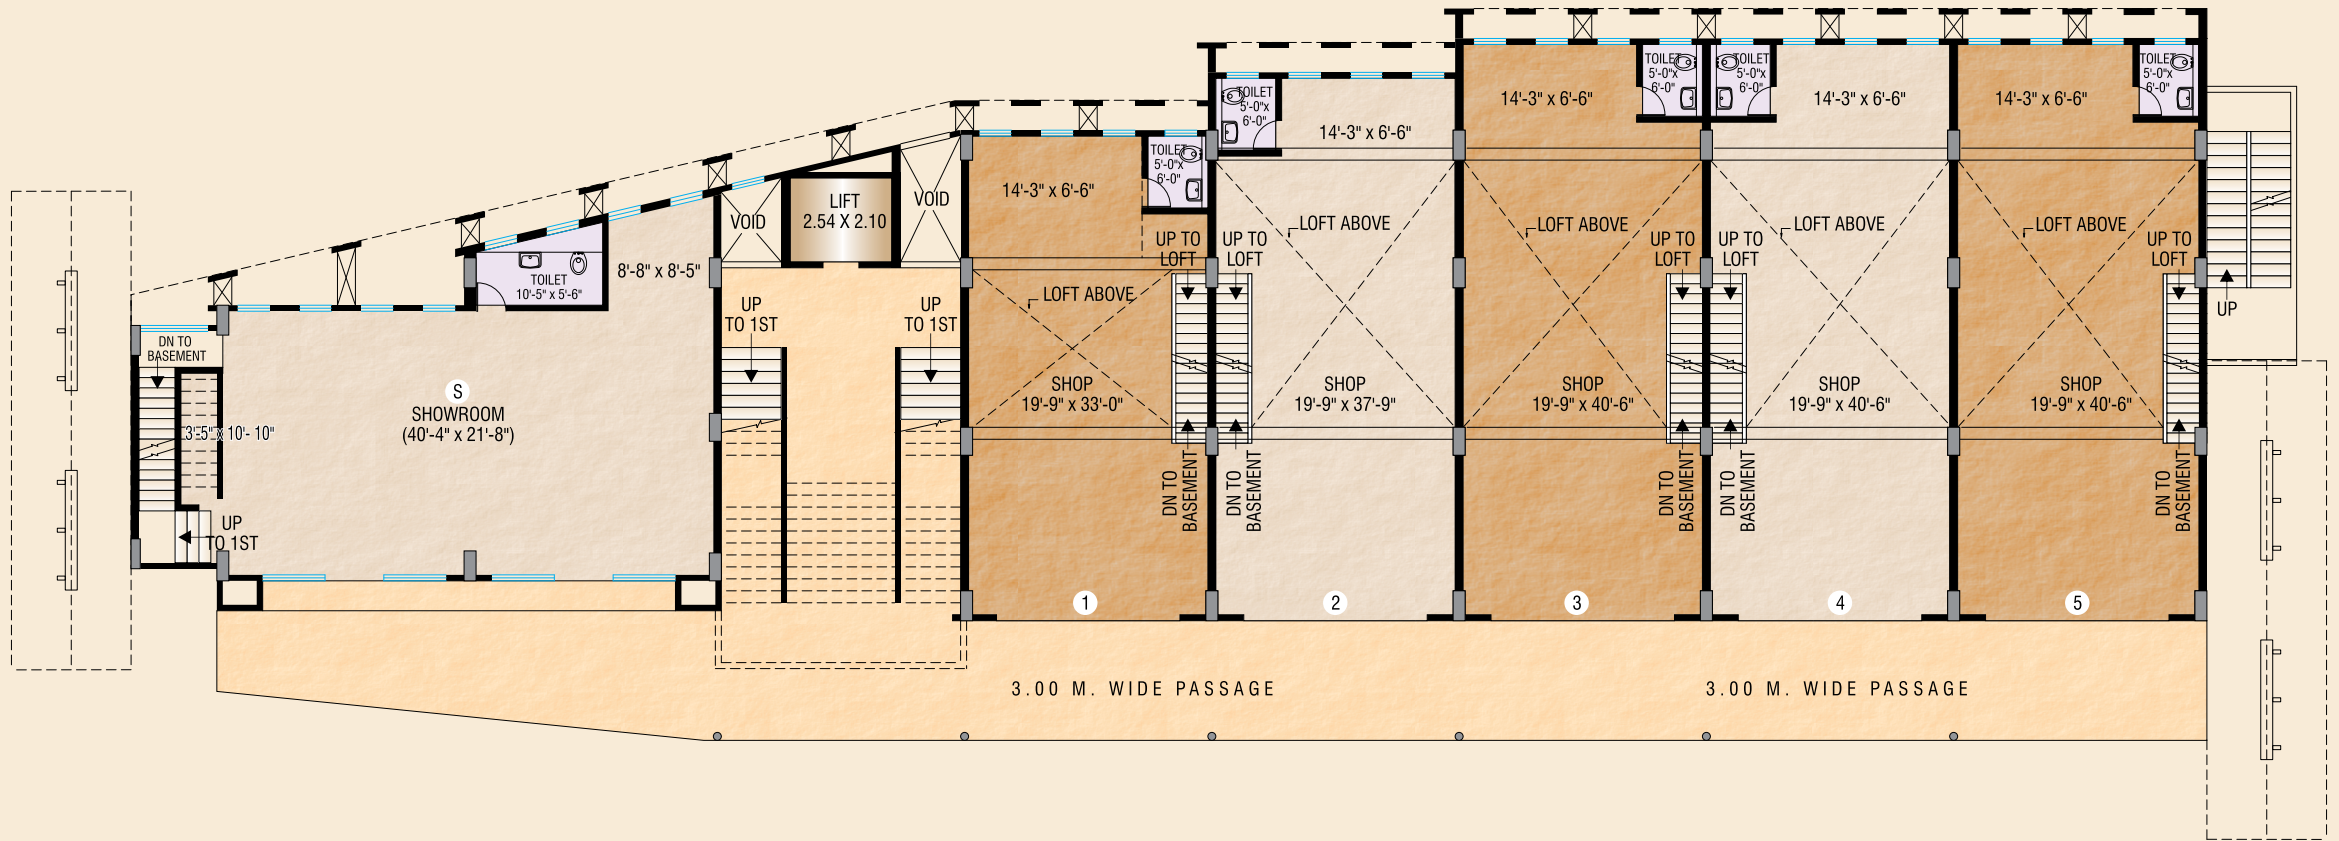 DN TO
BASEMENT
3'-5" x 10'- 10"
UP
TO 1ST
S
SHOWROOM
(40'-4" x 21'-8")
TOILET
10'-5" x 5'-6"
8'-8" x 8'-5"
VOID
LIFT
2.54 X 2.10
VOID
UP
TO 1ST
UP
TO 1ST
14'-3" x 6'-6"
TOILET
5'-0"x
6'-0"
UP TO
LOFT
LOFT ABOVE
SHOP
19'-9" x 33'-0"
DN TO
BASEMENT
1
TOILET
5'-0"x
6'-0"
14'-3" x 6'-6"
UP TO
LOFT
LOFT ABOVE
SHOP
19'-9" x 37'-9"
DN TO
BASEMENT
2
14'-3" x 6'-6"
TOILET
5'-0"x
6'-0"
LOFT ABOVE
UP TO
LOFT
SHOP
19'-9" x 40'-6"
DN TO
BASEMENT
3
TOILET
5'-0"x
6'-0"
14'-3" x 6'-6"
UP TO
LOFT
LOFT ABOVE
SHOP
19'-9" x 40'-6"
DN TO
BASEMENT
4
14'-3" x 6'-6"
TOILET
5'-0"x
6'-0"
LOFT ABOVE
UP TO
LOFT
SHOP
19'-9" x 40'-6"
DN TO
BASEMENT
5
UP
3.00 M. WIDE PASSAGE
3.00 M. WIDE PASSAGE